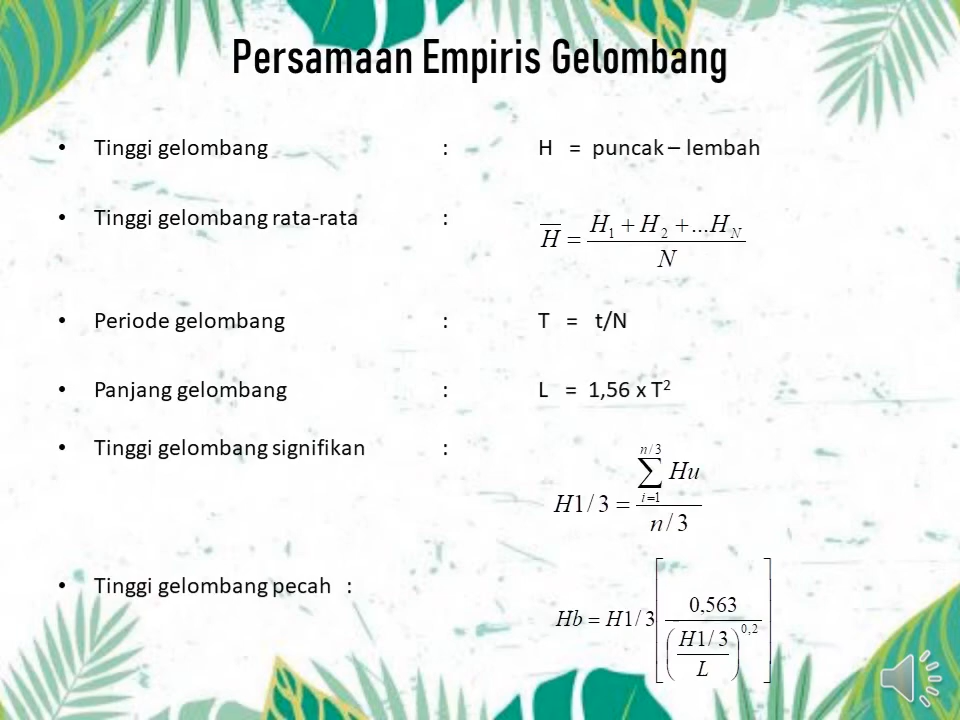 Persamaan Empiris Gelombang
• Tinggi gelombang : H = puncak – lembah
• Tinggi gelombang rata-rata : H̅ = (H₁ + H₂ + ...H_N) / N
• Periode gelombang : T = t/N
• Panjang gelombang : L = 1,56 x T²
• Tinggi gelombang signifikan : H1/3 = (∑_{i=1}^{n/3} Hu) / (n/3)
• Tinggi gelombang pecah : Hb = H1/3 [0,563 / (H1/3 / L)^{0,2}]